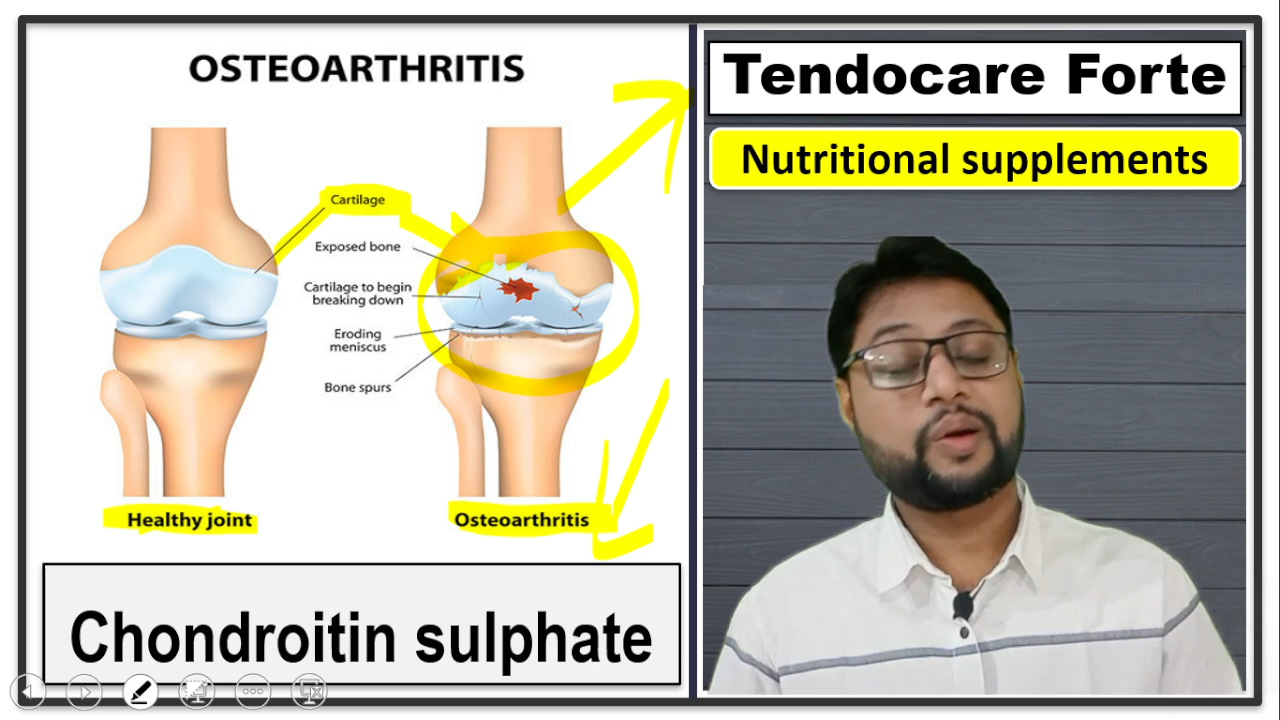 OSTEOARTHRITIS
Cartilage
Exposed bone
Cartilage to begin
breaking down
Eroding
meniscus
Bone spurs
Healthy joint
Osteoarthritis
Chondroitin sulphate
Tendocare Forte
Nutritional supplements